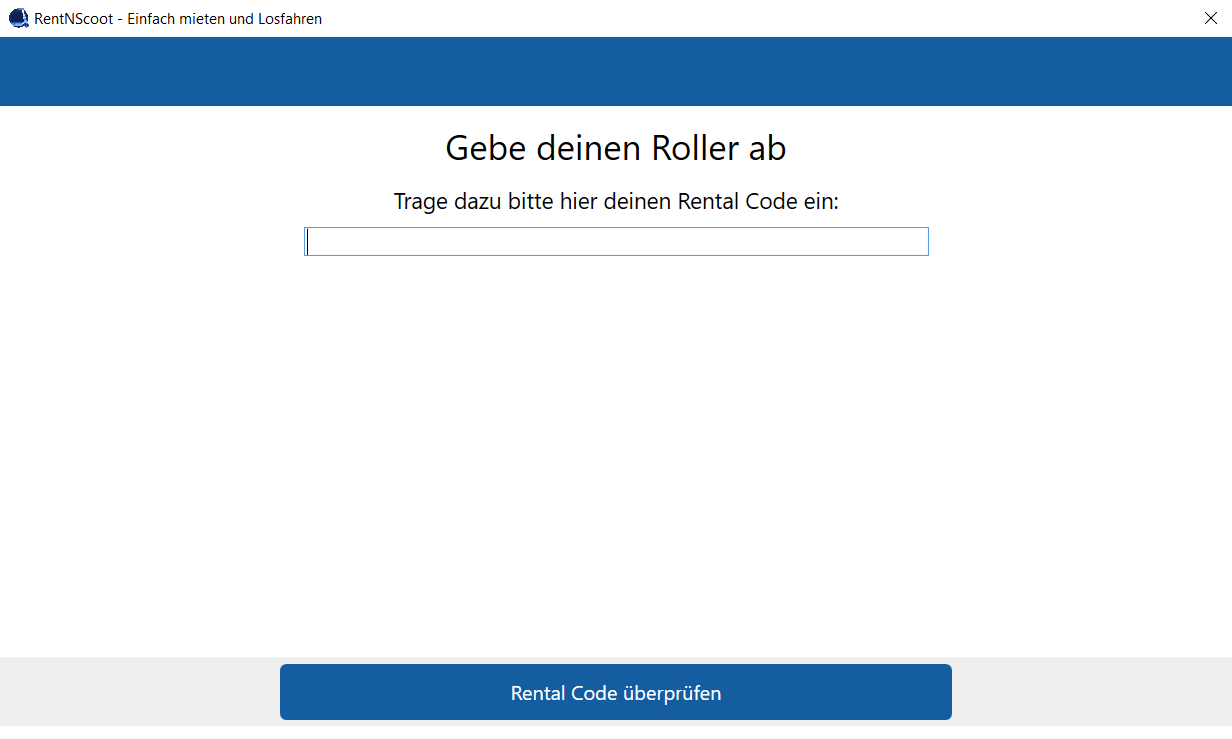 RentNScoot - Einfach mieten und Losfahren
Gebe deinen Roller ab
Trage dazu bitte hier deinen Rental Code ein:
Rental Code überprüfen